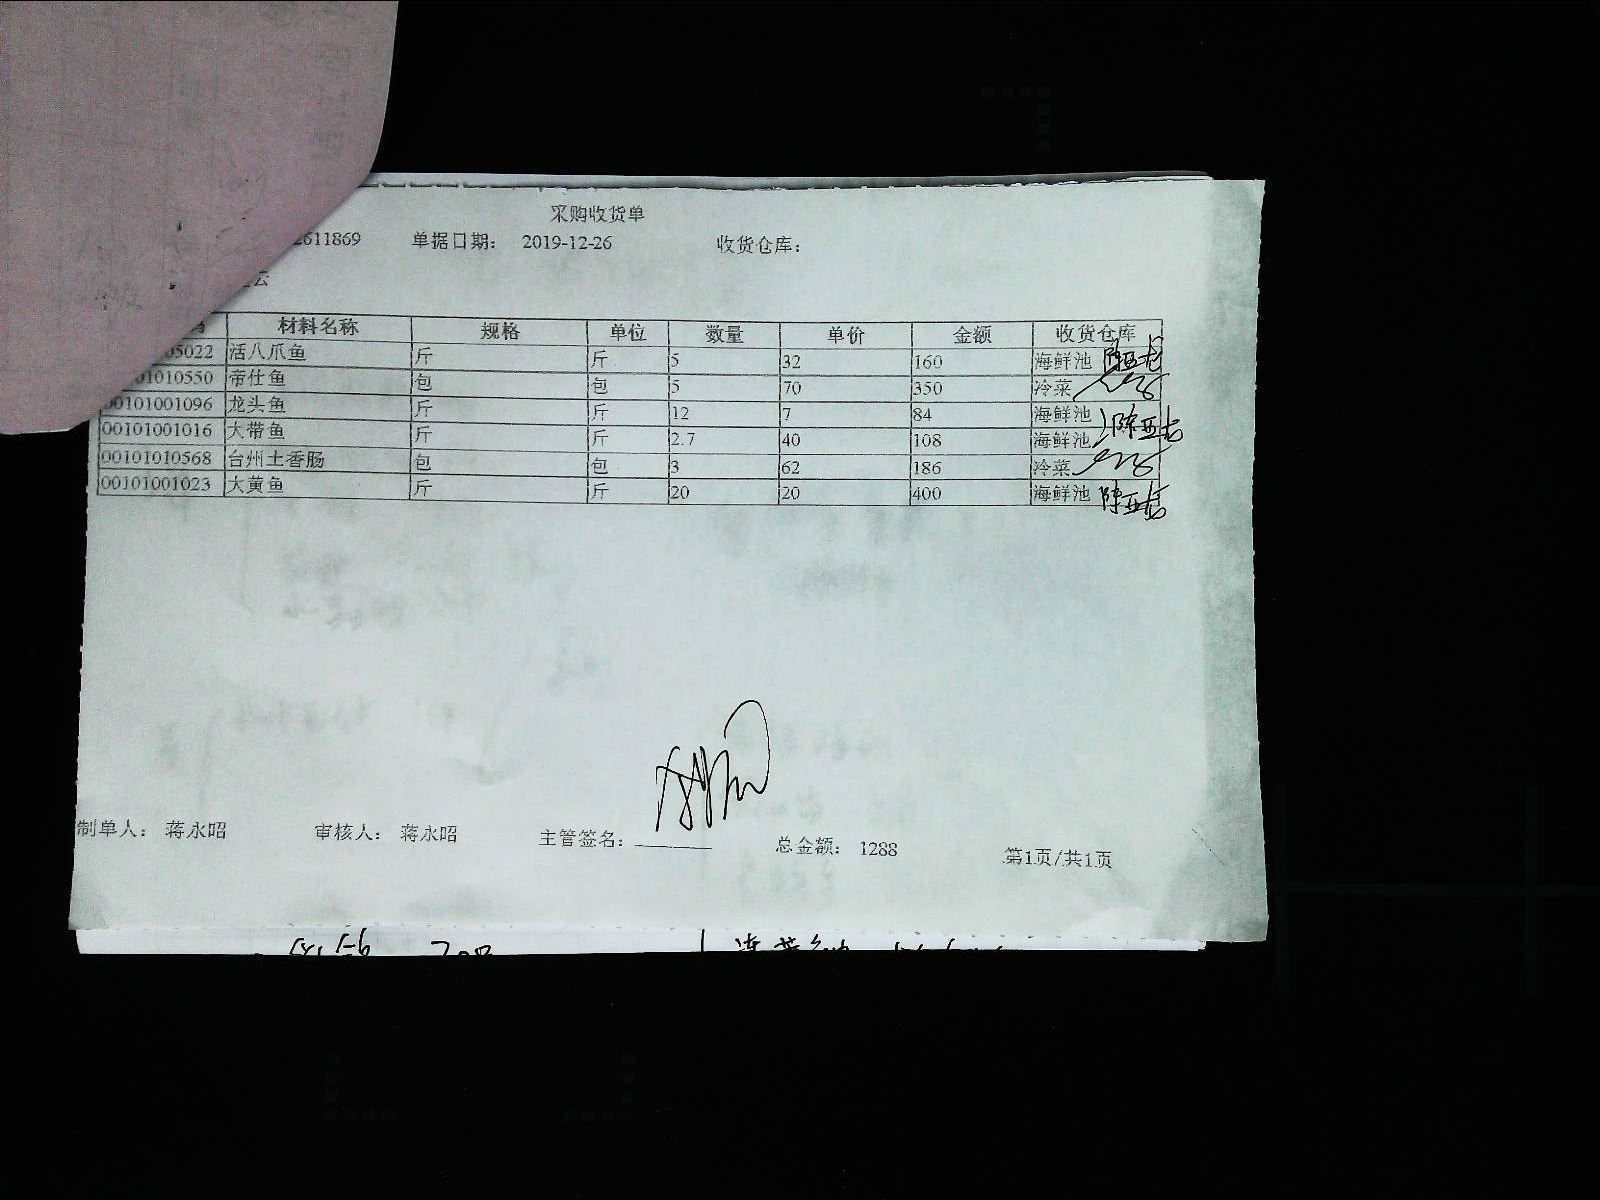 采购收货单
2611869 单据日期： 2019-12-26 收货仓库：
云
码 材料名称 规格 单位 数量 单价 金额 收货仓库
05022 活八爪鱼 斤 斤 5 32 160 海鲜池
01010550 帝仕鱼 包 包 5 70 350 冷菜
00101001096 龙头鱼 斤 斤 12 7 84 海鲜池
00101001016 大带鱼 斤 斤 2.7 40 108 海鲜池
00101010568 台州土香肠 包 包 3 62 186 冷菜
00101001023 大黄鱼 斤 斤 20 20 400 海鲜池
制单人： 蒋永昭 审核人： 蒋永昭 主管签名： 总金额： 1288 第1页/共1页